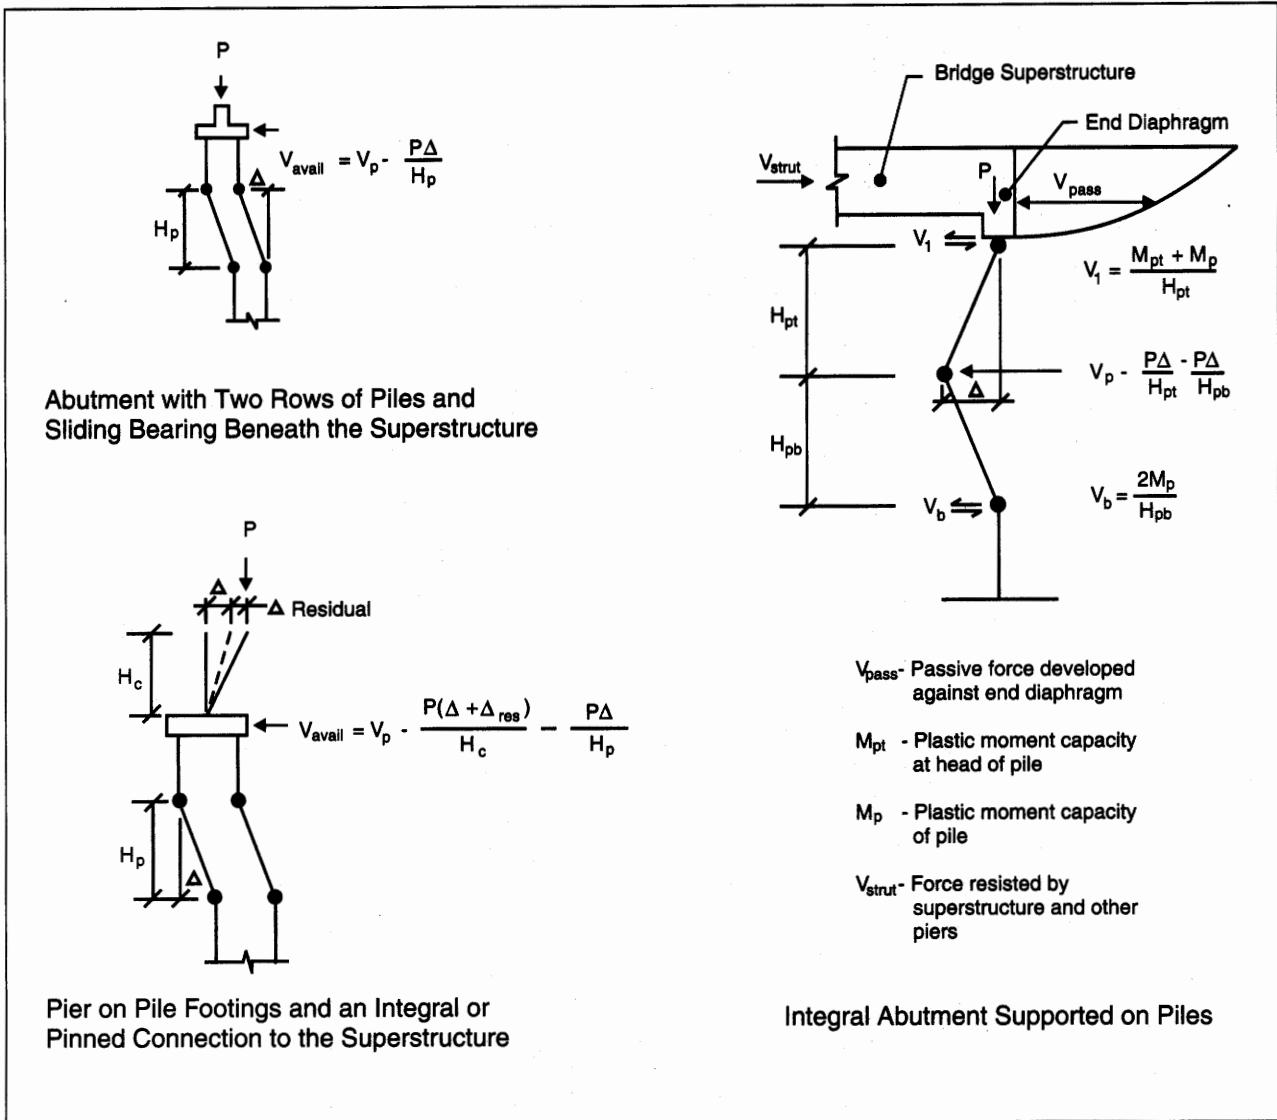 P
V_avail = V_p - PΔ/H_p
Δ
H_p
Abutment with Two Rows of Piles and
Sliding Bearing Beneath the Superstructure
P
Δ
Δ Residual
H_c
V_avail = V_p - P(Δ + Δ_res)/H_c - PΔ/H_p
H_p
Δ
Pier on Pile Footings and an Integral or
Pinned Connection to the Superstructure
Bridge Superstructure
End Diaphragm
V_strut
P
V_pass
V_1
V_1 = (M_pt + M_p)/H_pt
H_pt
V_p - PΔ/H_pt - PΔ/H_pb
Δ
H_pb
V_b
V_b = 2M_p/H_pb
V_pass - Passive force developed
against end diaphragm
M_pt - Plastic moment capacity
at head of pile
M_p - Plastic moment capacity
of pile
V_strut - Force resisted by
superstructure and other
piers
Integral Abutment Supported on Piles